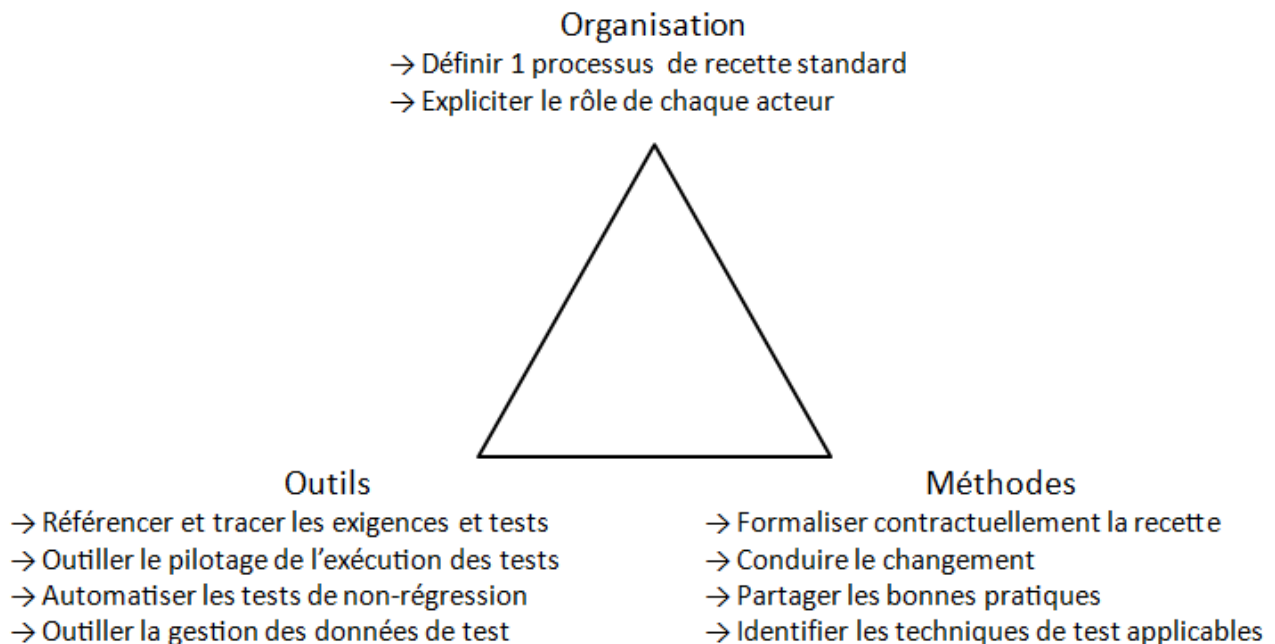 Organisation
→ Définir 1 processus de recette standard
→ Expliciter le rôle de chaque acteur
Outils
→ Référencer et tracer les exigences et tests
→ Outiller le pilotage de l’exécution des tests
→ Automatiser les tests de non-régression
→ Outiller la gestion des données de test
Méthodes
→ Formaliser contractuellement la recette
→ Conduire le changement
→ Partager les bonnes pratiques
→ Identifier les techniques de test applicables